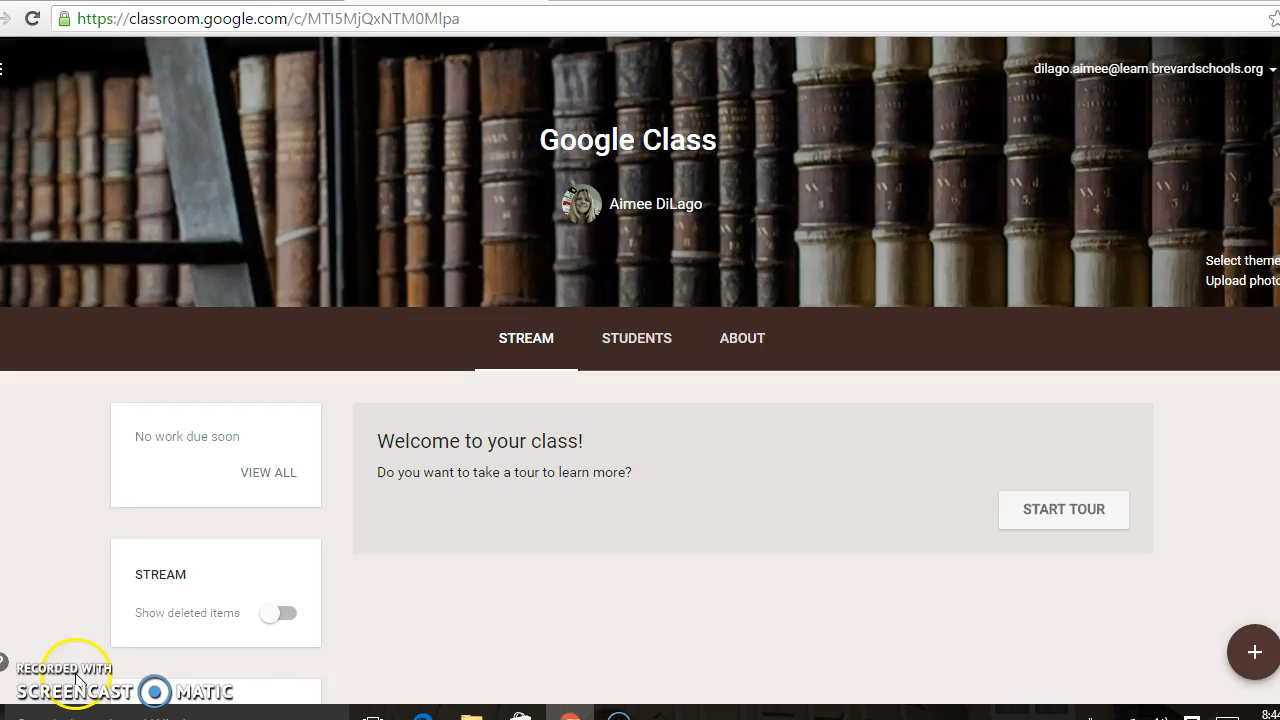 https://classroom.google.com/c/MTI5MjQxNTM0Mlpa
dilago.aimee@learn.brevardschools.org
Google Class
Aimee DiLago
Select theme
Upload photo
STREAM
STUDENTS
ABOUT
No work due soon
VIEW ALL
Welcome to your class!
Do you want to take a tour to learn more?
START TOUR
STREAM
Show deleted items
RECORDED WITH
SCREENCAST MATIC
8:44